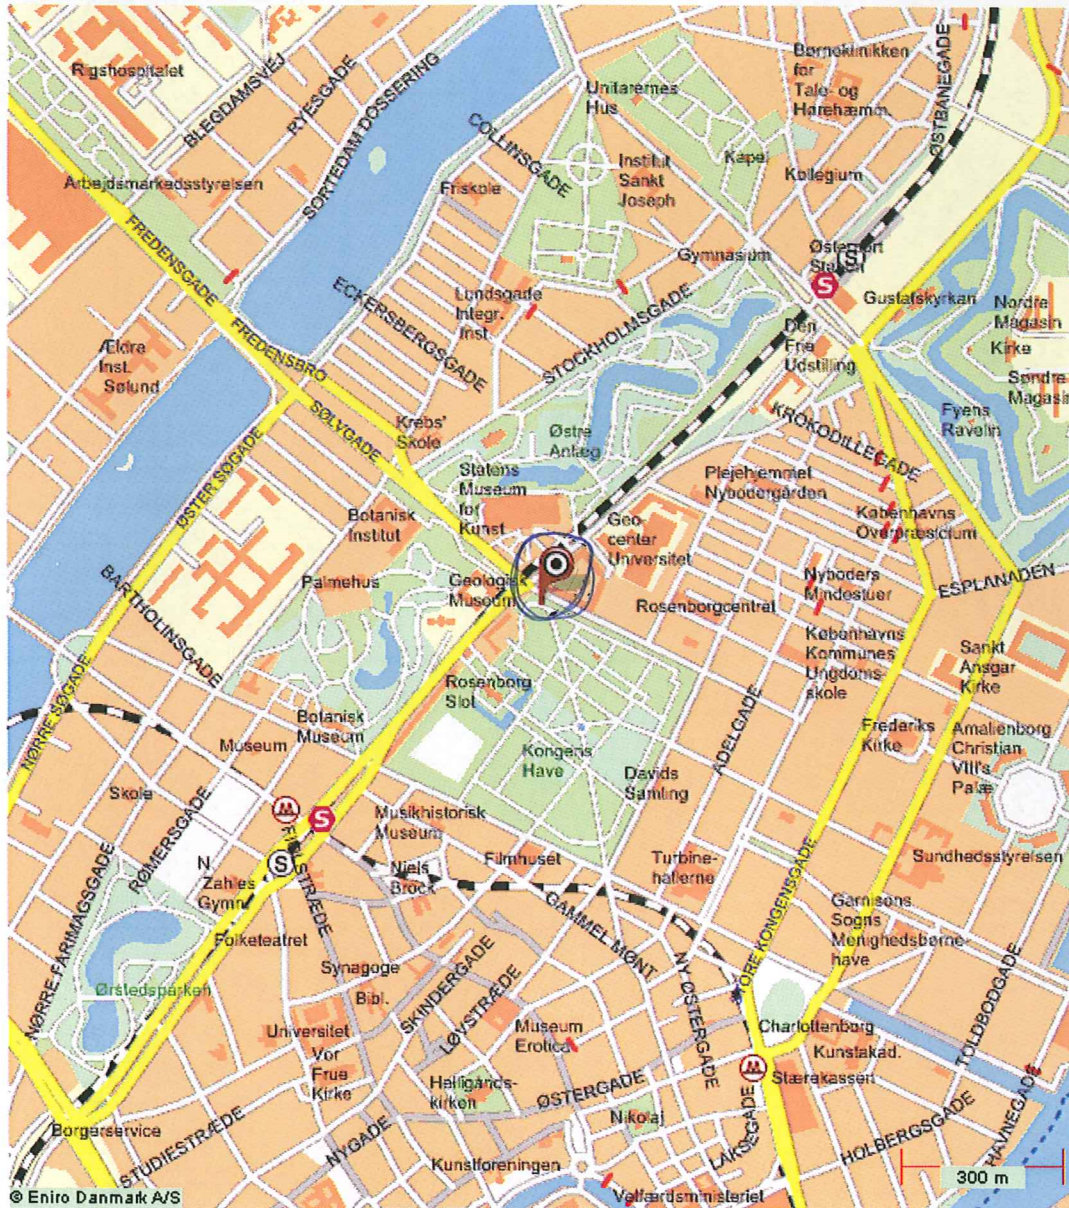 Rigshospitalet
BLEGDAMSVEJ
RYESGADE
SORTEDAM DOSSERING
COLLINSGADE
Unitarernes
Hus
Børneklinikken
for
Tale- og
Hørehæmm.
ØSTBANEGADE
Institut
Sankt
Joseph
Kapel
Kollegium
Arbejdsmarkedsstyrelsen
Friskole
FREDENSGADE
Gymnasium
Østerport
Station
S
S
Gustafskyrkan
Nordre
Magasin
Kirke
Søndre
Magasin
ECKERSBERGSGADE
Lundsgade
Integr.
Inst.
STOCKHOLMSGADE
Den
Frie
Udstilling
FREDENSBRO
Ældre
Inst.
Sølund
SØLVGADE
Krebs'
Skole
Østre
Anlæg
KROKODILLEGADE
Fyens
Ravelin
ØSTER SØGADE
Statens
Museum
for
Kunst
Plejehjemmet
Nybodergården
Botanisk
Institut
Geo-
center
Universitet
Københavns
Overpræsidium
BARTHOLINSGADE
Palmehus
Geologisk
Museum
Nyboders
Mindestuer
ESPLANADEN
Rosenborgcentret
Københavns
Kommunes
Ungdoms-
skole
Sankt
Ansgar
Kirke
NØRRE SØGADE
Rosenborg
Slot
Botanisk
Museum
Museum
ADELGADE
Frederiks
Kirke
Amalienborg
Christian
VIII's
Palæ
Kongens
Have
Davids
Samling
Skole
RØMERSGADE
M
S
Musikhistorisk
Museum
FIOLSTRÆDE
S
N.
Zahles
Gymn.
Niels
Brock
Filmhuset
Turbine-
hallerne
Sundhedsstyrelsen
STORE KONGENSGADE
Garnisons
Sogns
Menighedsbørne-
have
NØRRE FARIMAGSGADE
Folketeatret
GAMMEL MØNT
Synagoge
SKINDERGADE
Ørstedsparken
Bibl.
LØVSTRÆDE
NY ØSTERGADE
TOLDBODGADE
Universitet
Museum
Erotica
Charlottenborg
Kunstakad.
Vor
Frue
Kirke
M
Stærekassen
Helligånds-
kirken
ØSTERGADE
Nikolaj
HAVNEGADE
Borgerservice
STUDIESTRÆDE
NYGADE
LAKSEGADE
HOLBERGSGADE
Kunstforeningen
Velfærdsministeriet
300 m
© Eniro Danmark A/S